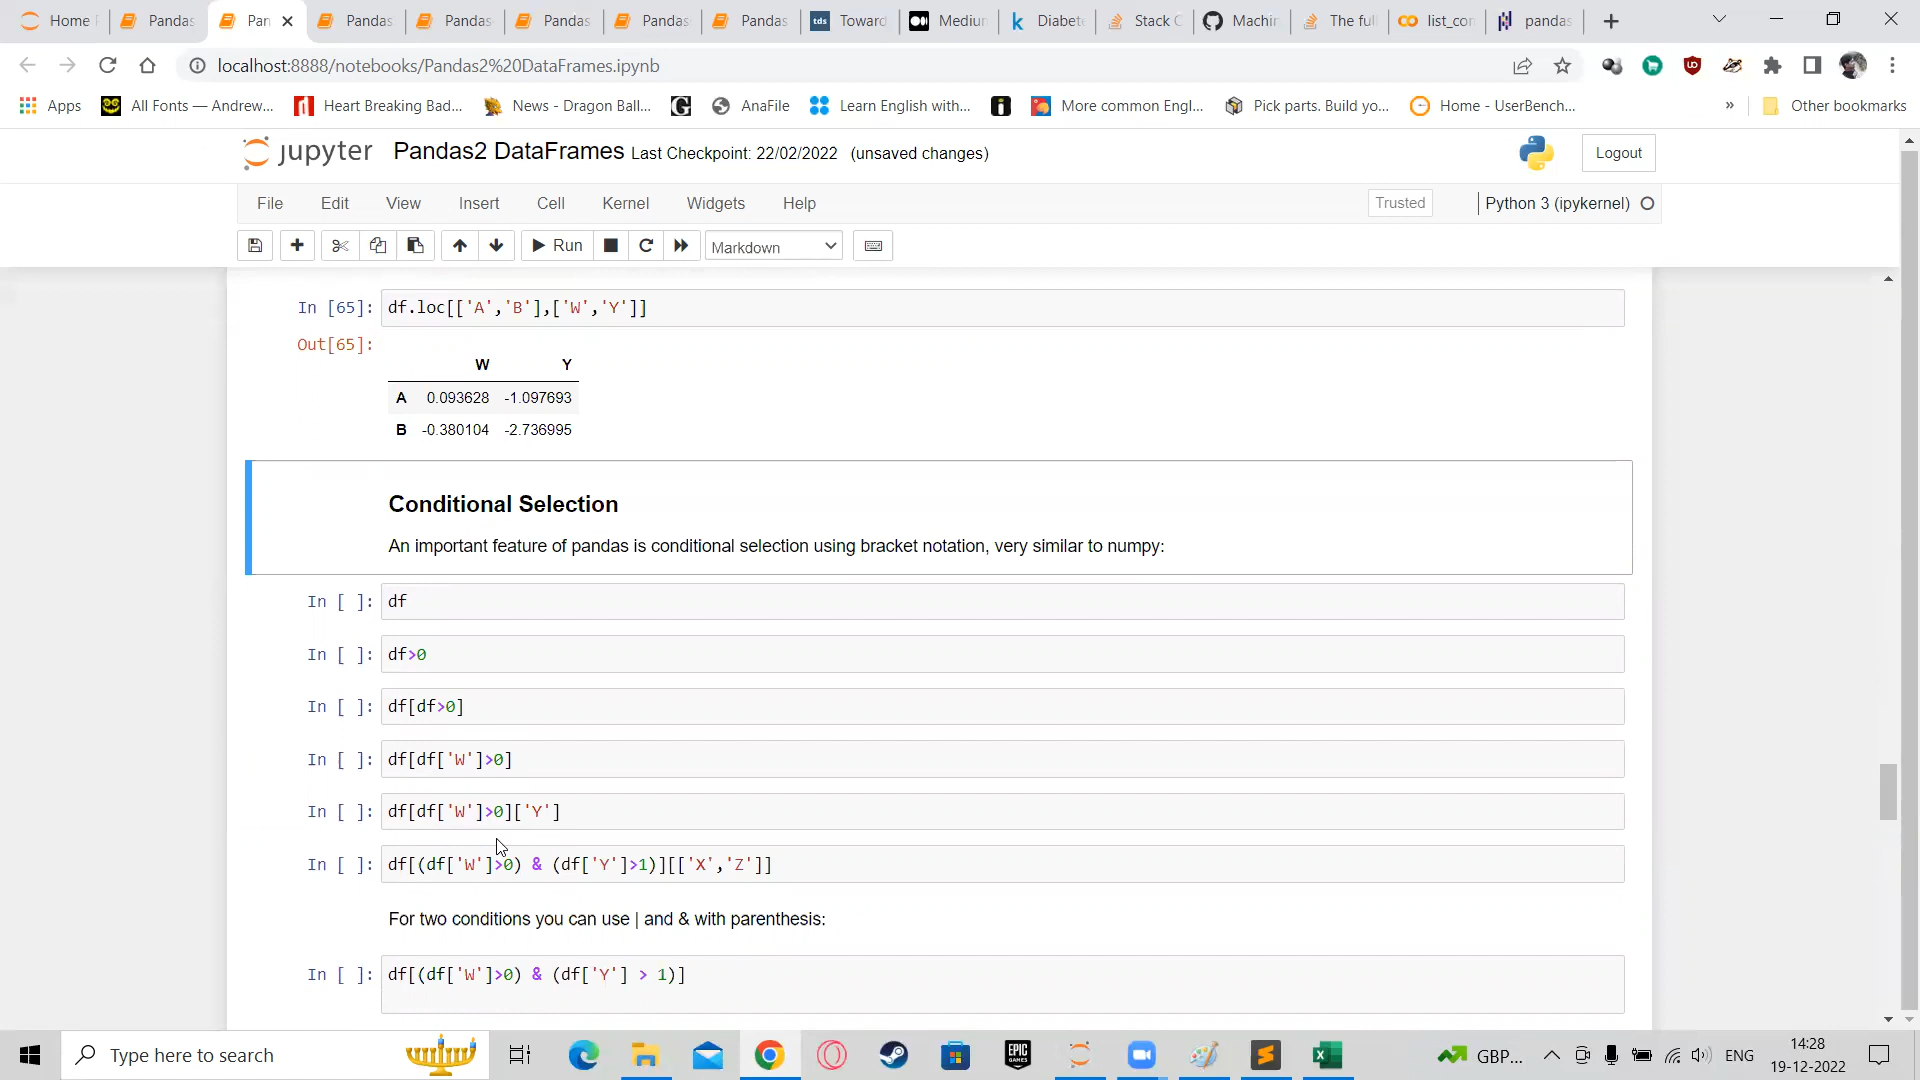 Home
Pandas
Pan
Pandas
Pandas-
Pandas
Pandas
Pandas
tds Toward
Medium
k Diabete
Stack O
Machin
The full
list_con
pandas
localhost:8888/notebooks/Pandas2%20DataFrames.ipynb
Apps
All Fonts — Andrew...
Heart Breaking Bad...
News - Dragon Ball...
G
AnaFile
Learn English with...
i
More common Engl...
Pick parts. Build yo...
Home - UserBench...
»
Other bookmarks
jupyter Pandas2 DataFrames Last Checkpoint: 22/02/2022 (unsaved changes)
Logout
File Edit View Insert Cell Kernel Widgets Help
Trusted
Python 3 (ipykernel)
Run
Markdown
In [65]: df.loc[['A','B'],['W','Y']]
Out[65]:
W Y
A 0.093628 -1.097693
B -0.380104 -2.736995
Conditional Selection
An important feature of pandas is conditional selection using bracket notation, very similar to numpy:
In [ ]: df
In [ ]: df>0
In [ ]: df[df>0]
In [ ]: df[df['W']>0]
In [ ]: df[df['W']>0]['Y']
In [ ]: df[(df['W']>0) & (df['Y']>1)][['X','Z']]
For two conditions you can use | and & with parenthesis:
In [ ]: df[(df['W']>0) & (df['Y'] > 1)]
Type here to search
EPIC GAMES
GBP...
ENG
14:28
19-12-2022